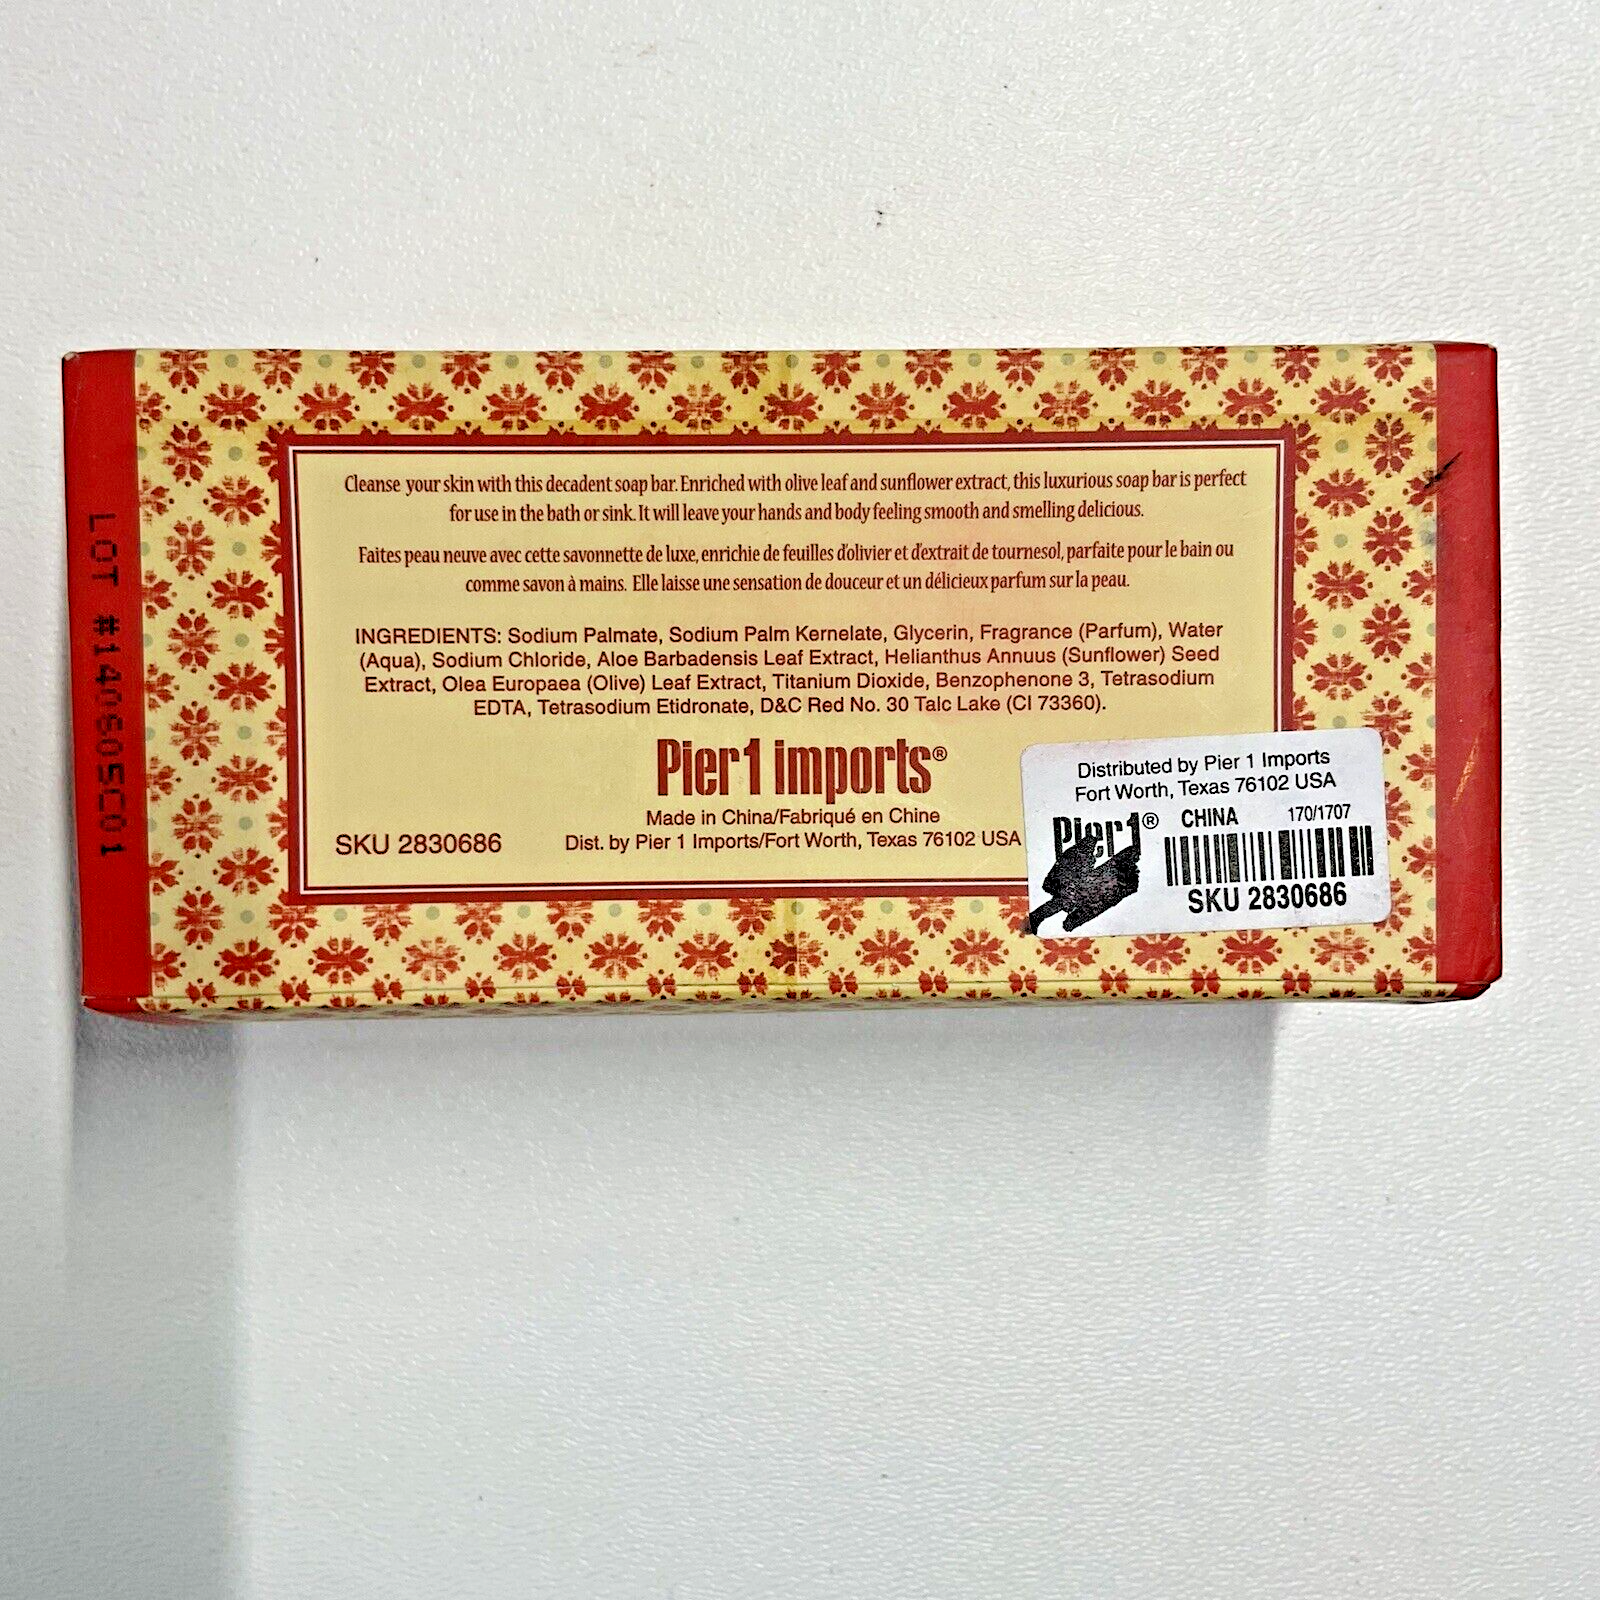 Cleanse your skin with this decadent soap bar. Enriched with olive leaf and sunflower extract, this luxurious soap bar is perfect
for use in the bath or sink. It will leave your hands and body feeling smooth and smelling delicious.
Faites peau neuve avec cette savonnette de luxe, enrichie de feuilles d'olivier et d'extrait de tournesol, parfaite pour le bain ou
comme savon à mains. Elle laisse une sensation de douceur et un délicieux parfum sur la peau.
INGREDIENTS: Sodium Palmate, Sodium Palm Kernelate, Glycerin, Fragrance (Parfum), Water
(Aqua), Sodium Chloride, Aloe Barbadensis Leaf Extract, Helianthus Annuus (Sunflower) Seed
Extract, Olea Europaea (Olive) Leaf Extract, Titanium Dioxide, Benzophenone 3, Tetrasodium
EDTA, Tetrasodium Etidronate, D&C Red No. 30 Talc Lake (CI 73360).
Pier 1 imports®
Made in China/Fabriqué en Chine
SKU 2830686
Dist. by Pier 1 Imports/Fort Worth, Texas 76102 USA
Distributed by Pier 1 Imports
Fort Worth, Texas 76102 USA
Pier 1® CHINA 170/1707
SKU 2830686
LOT #14060SC01